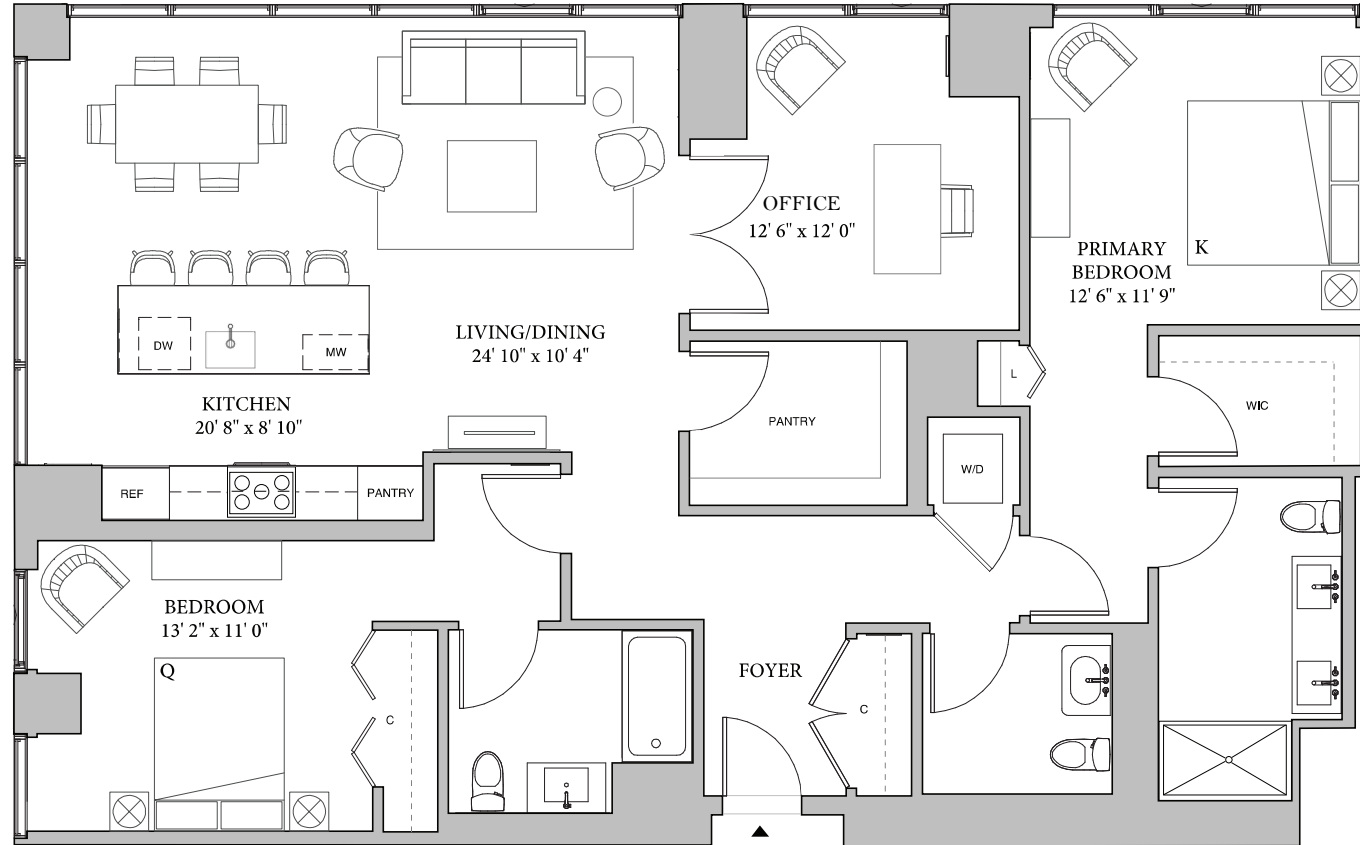 OFFICE
12' 6" x 12' 0"
PRIMARY
BEDROOM
12' 6" x 11' 9"
K
LIVING/DINING
24' 10" x 10' 4"
DW
MW
KITCHEN
20' 8" x 8' 10"
L
WIC
PANTRY
W/D
REF
PANTRY
BEDROOM
13' 2" x 11' 0"
Q
C
FOYER
C